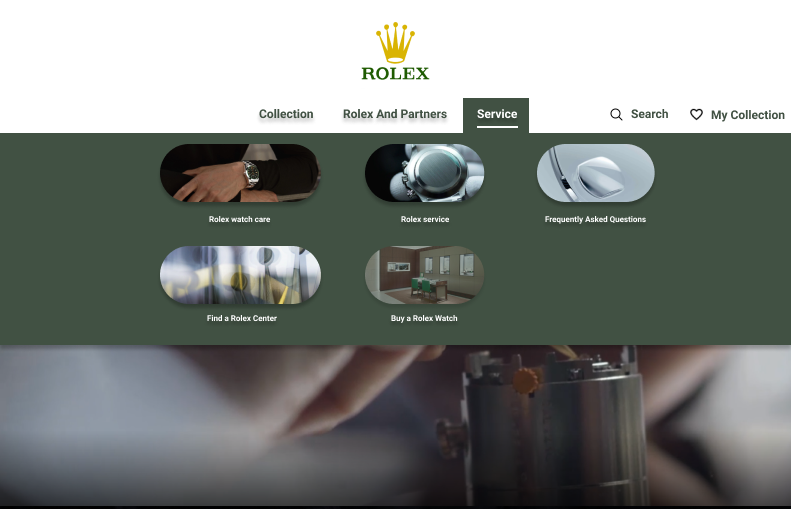 ROLEX
Collection
Rolex And Partners
Service
Search
My Collection
Rolex watch care
Rolex service
Frequently Asked Questions
Find a Rolex Center
Buy a Rolex Watch